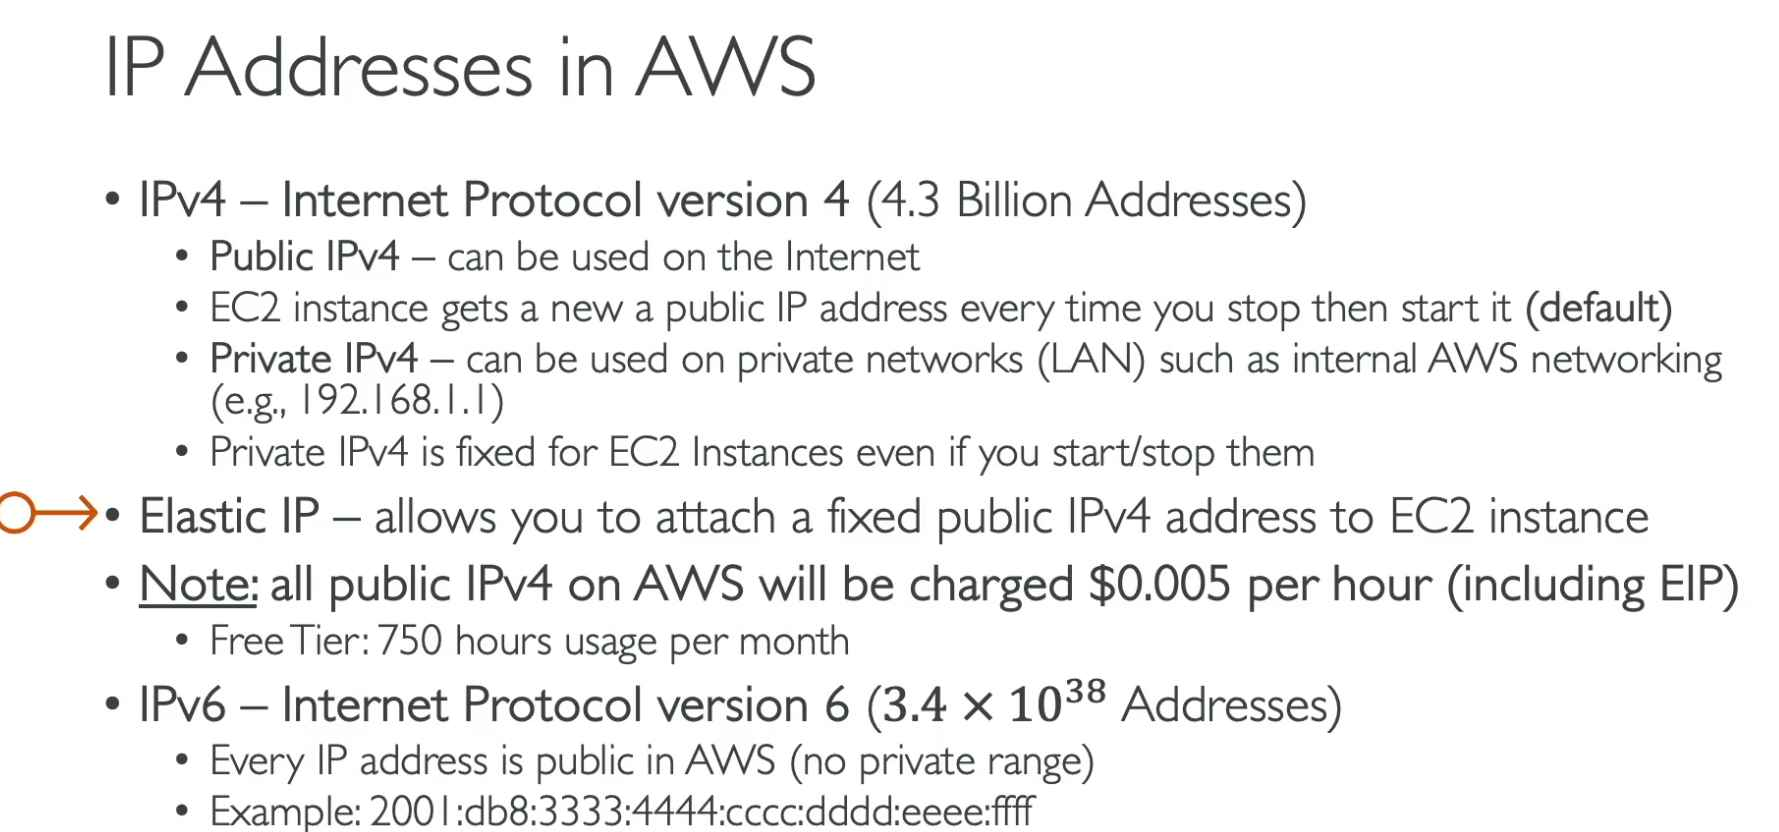 IP Addresses in AWS
• IPv4 – Internet Protocol version 4 (4.3 Billion Addresses)
• Public IPv4 – can be used on the Internet
• EC2 instance gets a new a public IP address every time you stop then start it (default)
• Private IPv4 – can be used on private networks (LAN) such as internal AWS networking
(e.g., 192.168.1.1)
• Private IPv4 is fixed for EC2 Instances even if you start/stop them
• Elastic IP – allows you to attach a fixed public IPv4 address to EC2 instance
• Note: all public IPv4 on AWS will be charged $0.005 per hour (including EIP)
• Free Tier: 750 hours usage per month
• IPv6 – Internet Protocol version 6 (3.4 × 10³⁸ Addresses)
• Every IP address is public in AWS (no private range)
• Example: 2001:db8:3333:4444:cccc:dddd:eeee:ffff